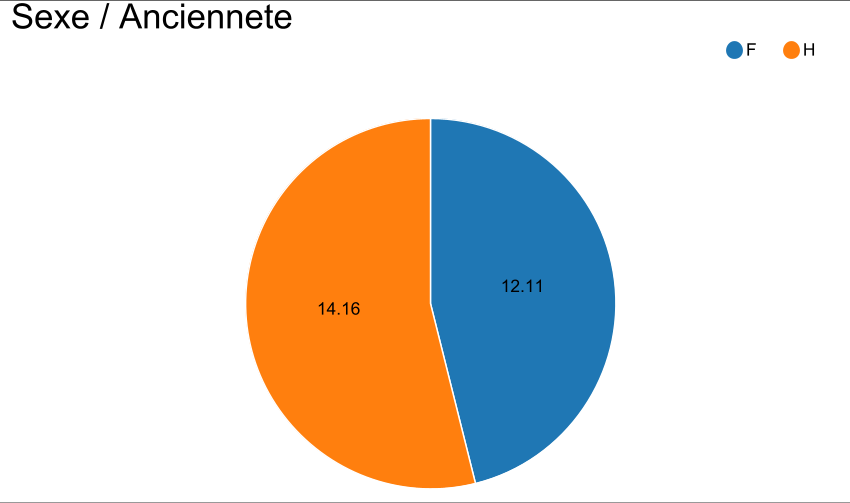 Sexe / Anciennete
F H
12.11
14.16